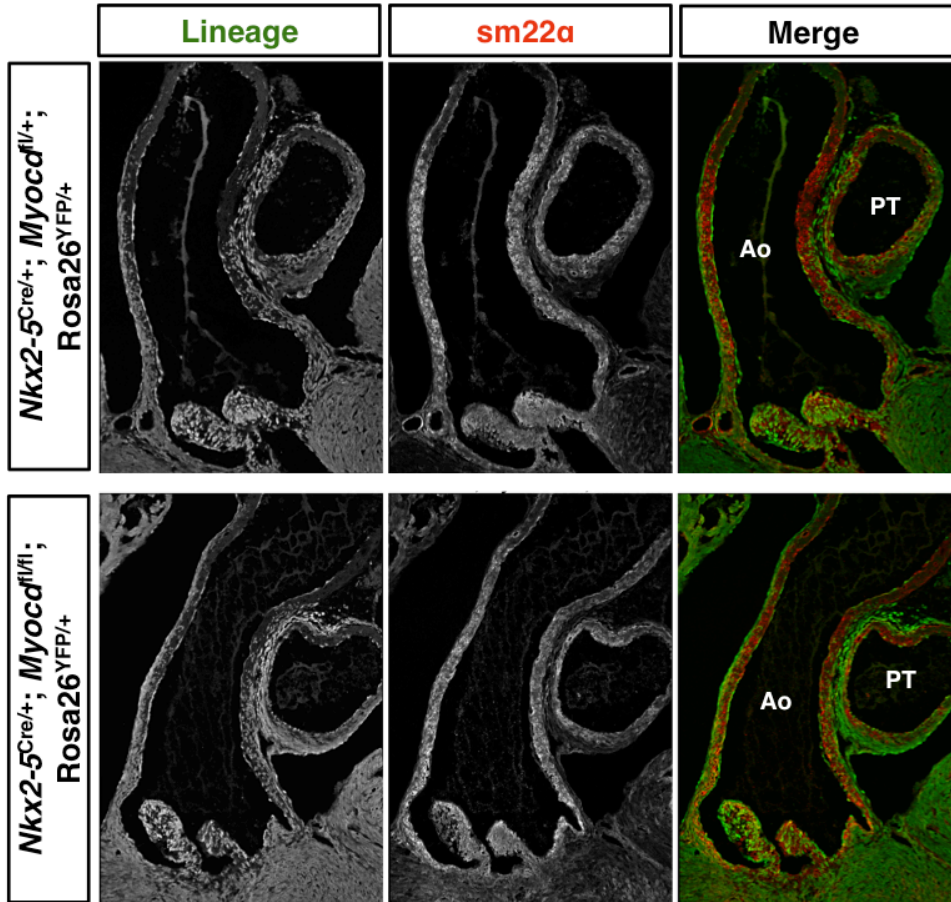 Lineage
sm22α
Merge
Nkx2-5Cre/+; Myocdfl/+;
Rosa26YFP/+
Ao
PT
Nkx2-5Cre/+; Myocdfl/fl;
Rosa26YFP/+
Ao
PT